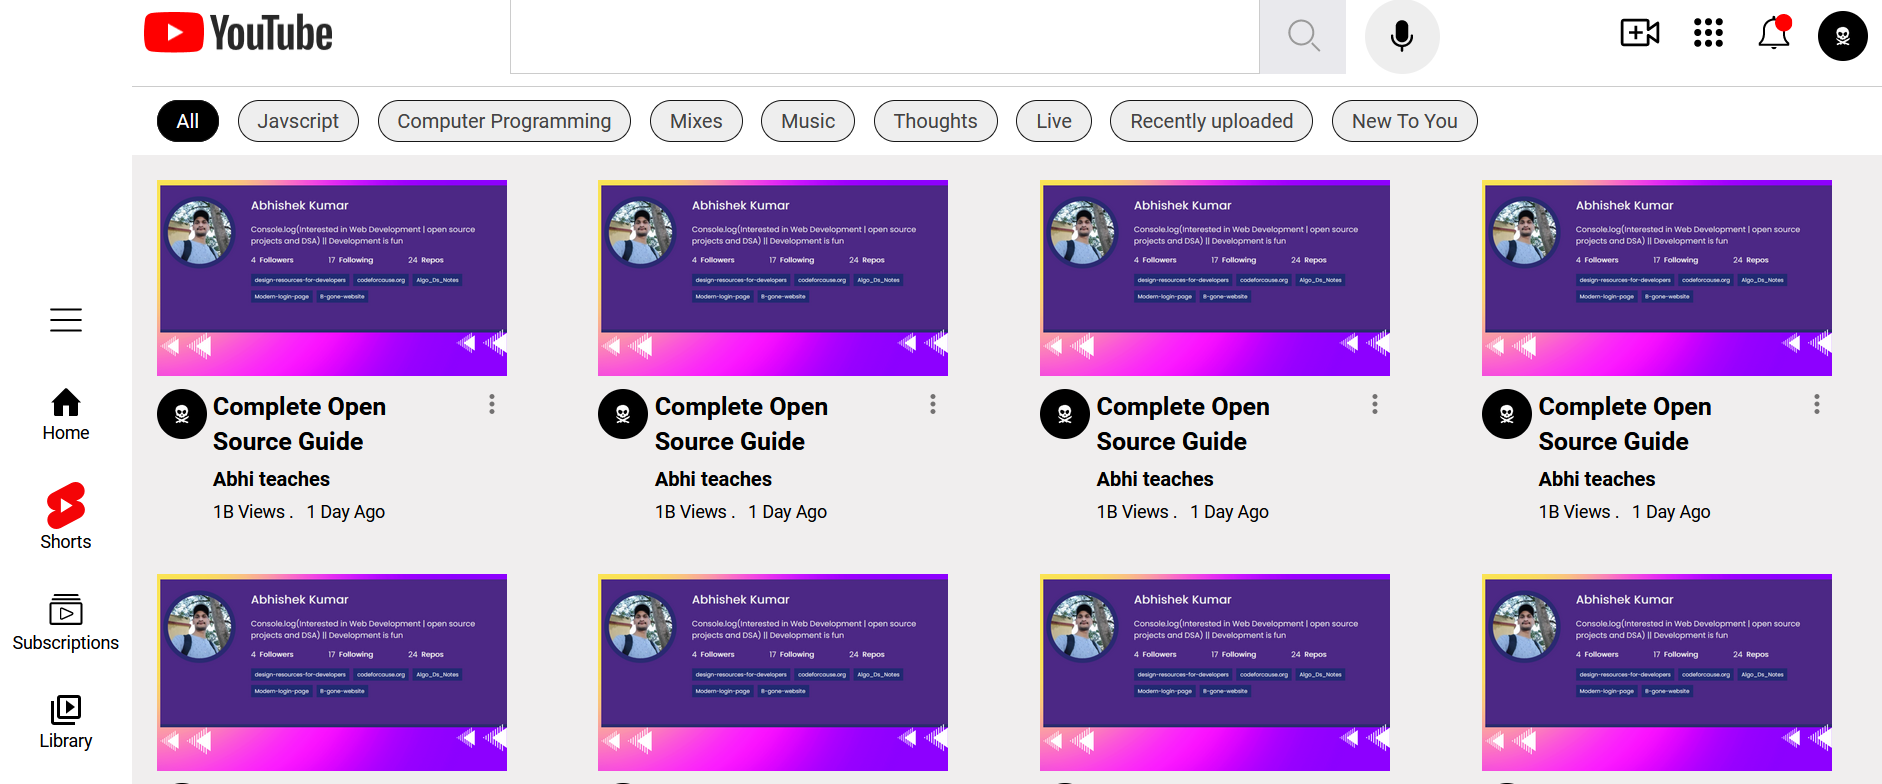 YouTube
All
Javscript
Computer Programming
Mixes
Music
Thoughts
Live
Recently uploaded
New To You
Home
Shorts
Subscriptions
Library
Abhishek Kumar
Console.log(Interested in Web Development | open source
projects and DSA) || Development is fun
4 Followers 17 Following 24 Repos
design-resources-for-developers codeforcause.org Algo_Ds_Notes
Modern-login-page B-gone-website
Complete Open
Source Guide
Abhi teaches
1B Views . 1 Day Ago
Abhishek Kumar
Console.log(Interested in Web Development | open source
projects and DSA) || Development is fun
4 Followers 17 Following 24 Repos
design-resources-for-developers codeforcause.org Algo_Ds_Notes
Modern-login-page B-gone-website
Complete Open
Source Guide
Abhi teaches
1B Views . 1 Day Ago
Abhishek Kumar
Console.log(Interested in Web Development | open source
projects and DSA) || Development is fun
4 Followers 17 Following 24 Repos
design-resources-for-developers codeforcause.org Algo_Ds_Notes
Modern-login-page B-gone-website
Complete Open
Source Guide
Abhi teaches
1B Views . 1 Day Ago
Abhishek Kumar
Console.log(Interested in Web Development | open source
projects and DSA) || Development is fun
4 Followers 17 Following 24 Repos
design-resources-for-developers codeforcause.org Algo_Ds_Notes
Modern-login-page B-gone-website
Complete Open
Source Guide
Abhi teaches
1B Views . 1 Day Ago
Abhishek Kumar
Console.log(Interested in Web Development | open source
projects and DSA) || Development is fun
4 Followers 17 Following 24 Repos
design-resources-for-developers codeforcause.org Algo_Ds_Notes
Modern-login-page B-gone-website
Abhishek Kumar
Console.log(Interested in Web Development | open source
projects and DSA) || Development is fun
4 Followers 17 Following 24 Repos
design-resources-for-developers codeforcause.org Algo_Ds_Notes
Modern-login-page B-gone-website
Abhishek Kumar
Console.log(Interested in Web Development | open source
projects and DSA) || Development is fun
4 Followers 17 Following 24 Repos
design-resources-for-developers codeforcause.org Algo_Ds_Notes
Modern-login-page B-gone-website
Abhishek Kumar
Console.log(Interested in Web Development | open source
projects and DSA) || Development is fun
4 Followers 17 Following 24 Repos
design-resources-for-developers codeforcause.org Algo_Ds_Notes
Modern-login-page B-gone-website